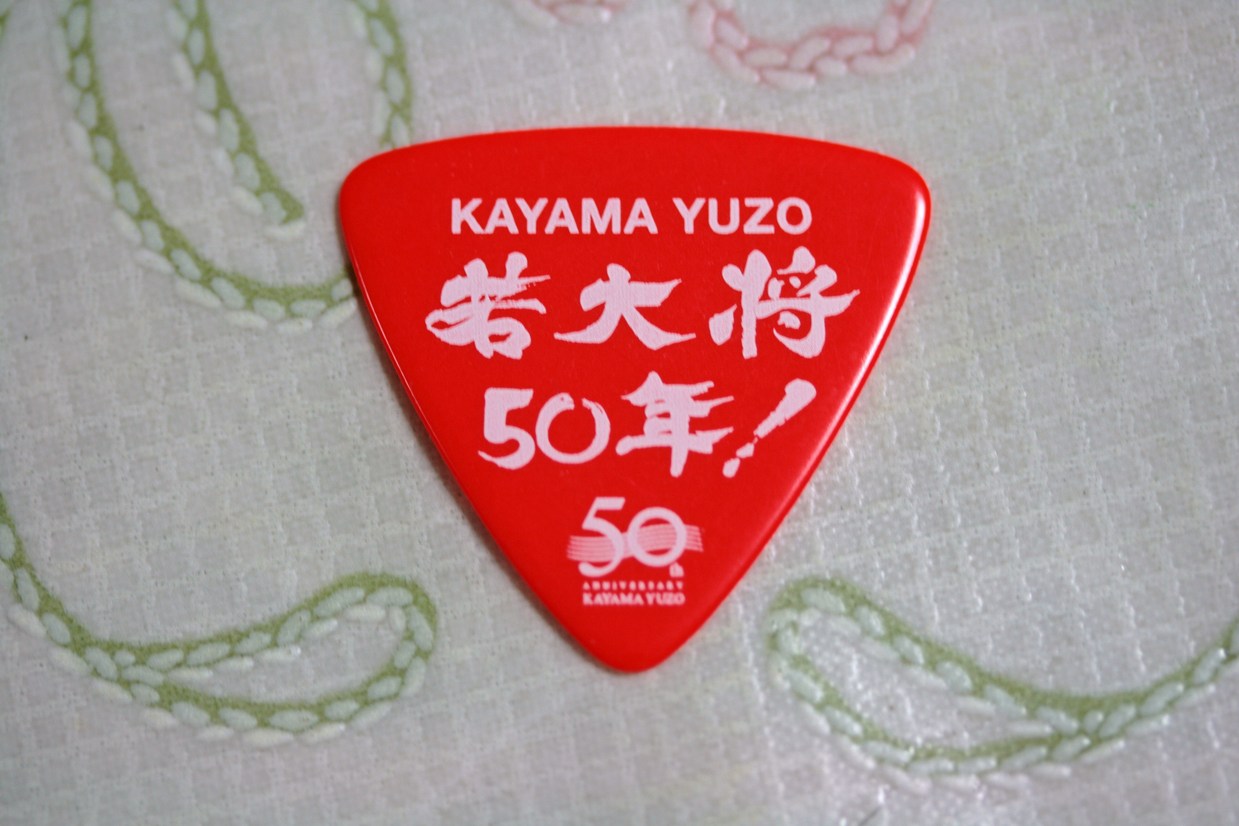 KAYAMA YUZO
若大将
50年!
50th
ANNIVERSARY
KAYAMA YUZO